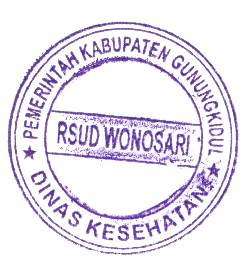 PEMERINTAH KABUPATEN GUNUNGKIDUL
RSUD WONOSARI
DINAS KESEHATAN